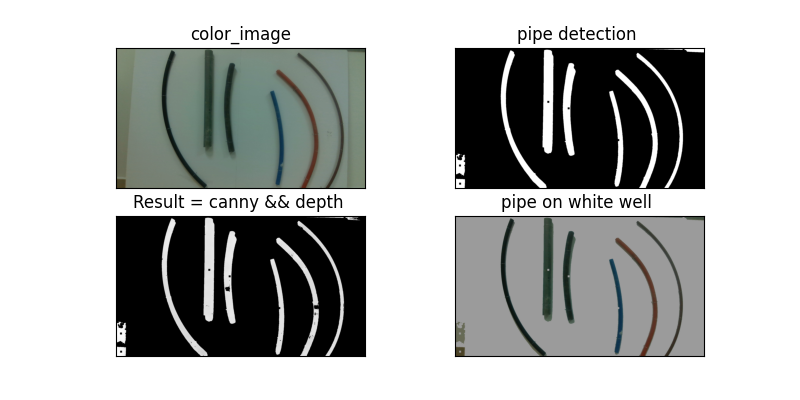 color_image
pipe detection
Result = canny && depth
pipe on white well